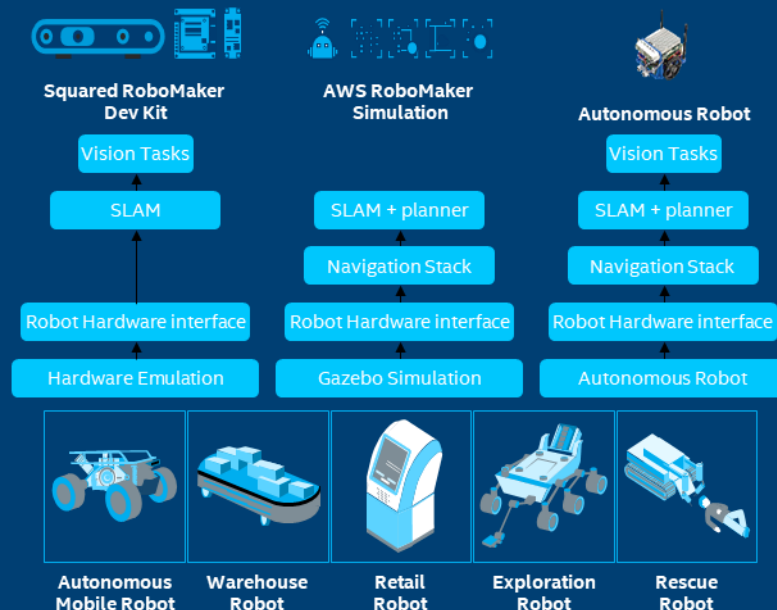 Squared RoboMaker
Dev Kit
Vision Tasks
SLAM
Robot Hardware interface
Hardware Emulation
AWS RoboMaker
Simulation
SLAM + planner
Navigation Stack
Robot Hardware interface
Gazebo Simulation
Autonomous Robot
Vision Tasks
SLAM + planner
Navigation Stack
Robot Hardware interface
Autonomous Robot
Autonomous
Mobile Robot
Warehouse
Robot
Retail
Robot
Exploration
Robot
Rescue
Robot